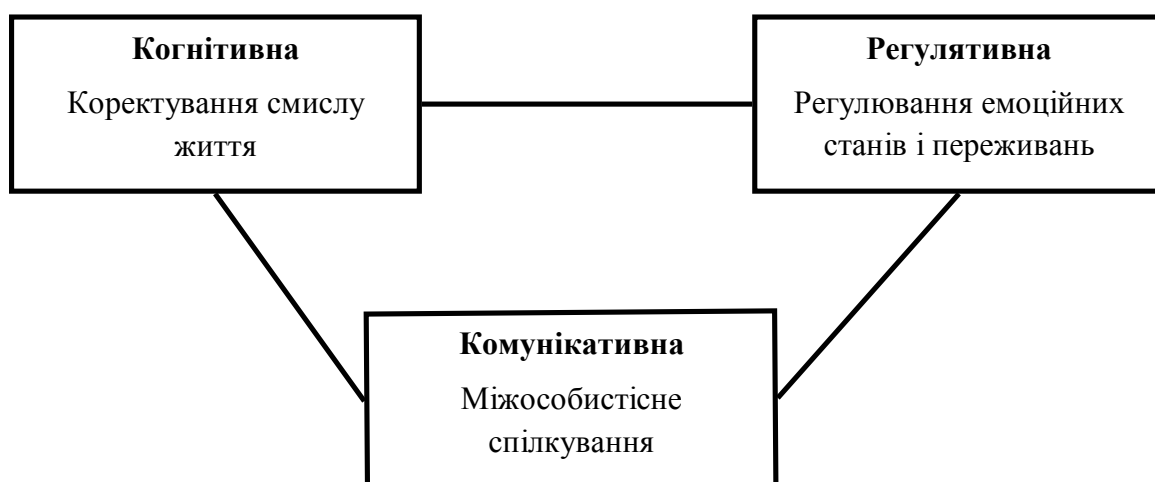 Когнітивна
Коректування смислу
життя
Регулятивна
Регулювання емоційних
станів і переживань
Комунікативна
Міжособистісне
спілкування